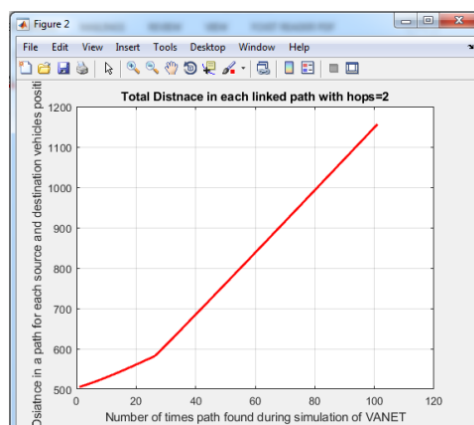 Figure 2
File Edit View Insert Tools Desktop Window Help
Total Distnace in each linked path with hops=2
Dsiatnce in a path for each source and destination vehicles positi
1200
1100
1000
900
800
700
600
500
0 20 40 60 80 100 120
Number of times path found during simulation of VANET